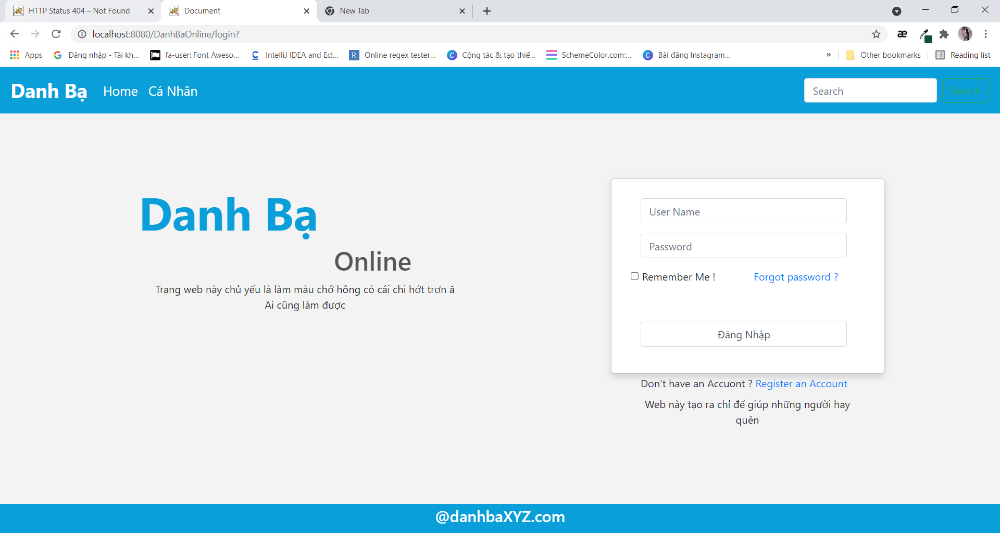 HTTP Status 404 – Not Found
Document
New Tab
localhost:8080/DanhBaOnline/login?
Apps
Đăng nhập - Tài kh...
fa-user: Font Aweso...
IntelliJ IDEA and Ecl...
R
Online regex tester...
Cộng tác & tạo thiế...
SchemeColor.com:...
Bài đăng Instagram...
»
Other bookmarks
Reading list
Danh Bạ
Home
Cá Nhân
Search
Search
Danh Bạ
Online
Trang web này chủ yếu là làm màu chớ hông có cái chi hớt trơn ă
Ai cũng làm được
User Name
Password
Remember Me !
Forgot password ?
Đăng Nhập
Don't have an Accuont ? Register an Account
Web này tạo ra chỉ để giúp những người hay
quên
@danhbaXYZ.com